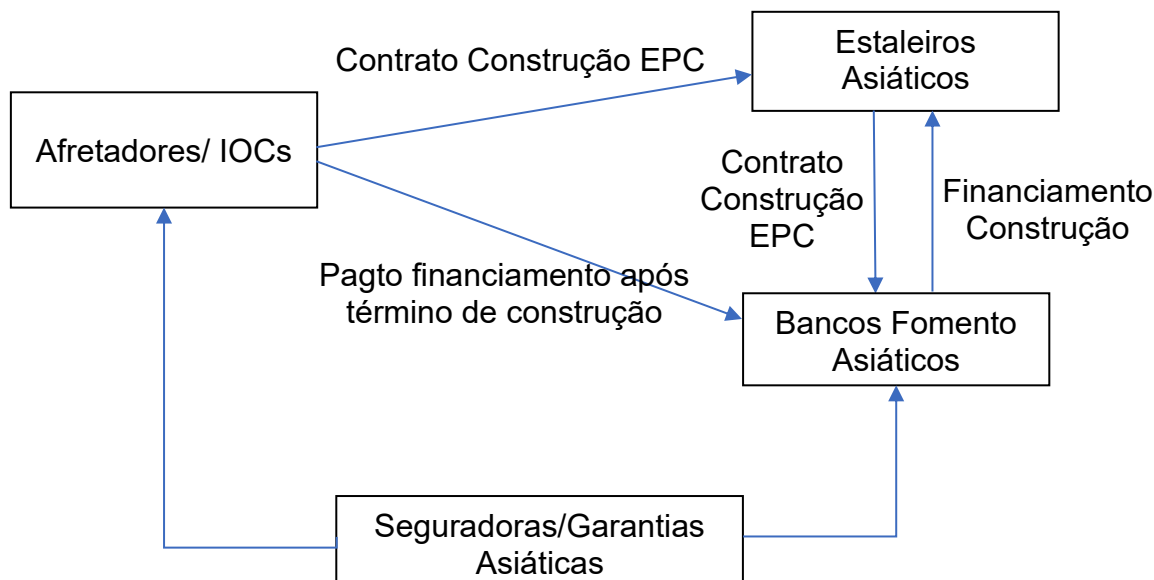 Estaleiros
Asiáticos
Contrato Construção EPC
Afretadores/ IOCs
Contrato
Construção
EPC
Financiamento
Construção
Pagto financiamento após
término de construção
Bancos Fomento
Asiáticos
Seguradoras/Garantias
Asiáticas